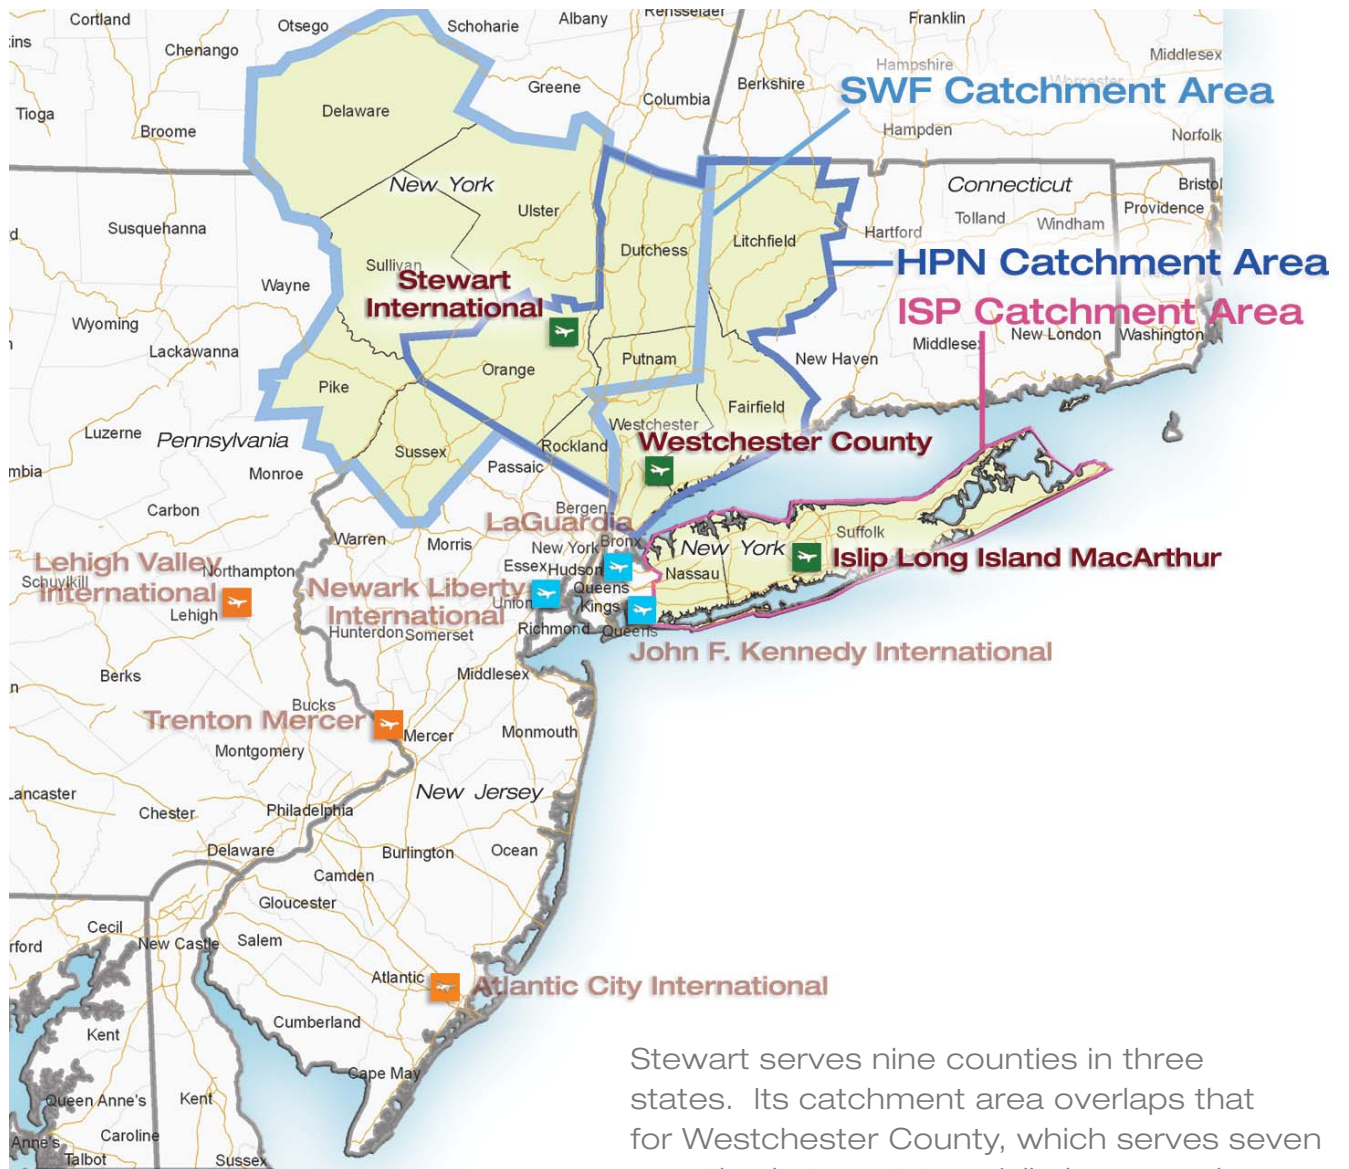 Cortland
Otsego
Schoharie
Albany
Rensselaer
Franklin
Chenango
Middlesex
Hampshire
Worcester
Tioga
Broome
Delaware
Greene
Columbia
Berkshire
SWF Catchment Area
Hampden
Norfolk
New York
Connecticut
Bristol
Susquehanna
Ulster
Dutchess
Litchfield
Hartford
Tolland
Windham
Providence
Sullivan
Wayne
Stewart
International
HPN Catchment Area
ISP Catchment Area
Wyoming
Lackawanna
Middlesex
New London
Washington
Pike
Orange
Putnam
New Haven
Luzerne
Pennsylvania
Monroe
Sussex
Passaic
Rockland
Westchester
Fairfield
Westchester County
Carbon
Bergen
LaGuardia
Warren
Morris
New York
Bronx
New York
Suffolk
Islip Long Island MacArthur
Lehigh Valley
International
Schuylkill
Northampton
Lehigh
Newark Liberty
International
Essex
Hudson
Union
Queens
Kings
Nassau
Hunterdon
Somerset
Richmond
Queens
John F. Kennedy International
Berks
Middlesex
Bucks
Trenton Mercer
Mercer
Monmouth
Montgomery
New Jersey
Lancaster
Chester
Philadelphia
Delaware
Burlington
Ocean
Camden
Gloucester
Cecil
New Castle
Salem
Atlantic
Atlantic City International
Cumberland
Kent
Cape May
Queen Anne's
Kent
Anne's
Caroline
Talbot
Sussex
Stewart serves nine counties in three
states. Its catchment area overlaps that
for Westchester County, which serves seven